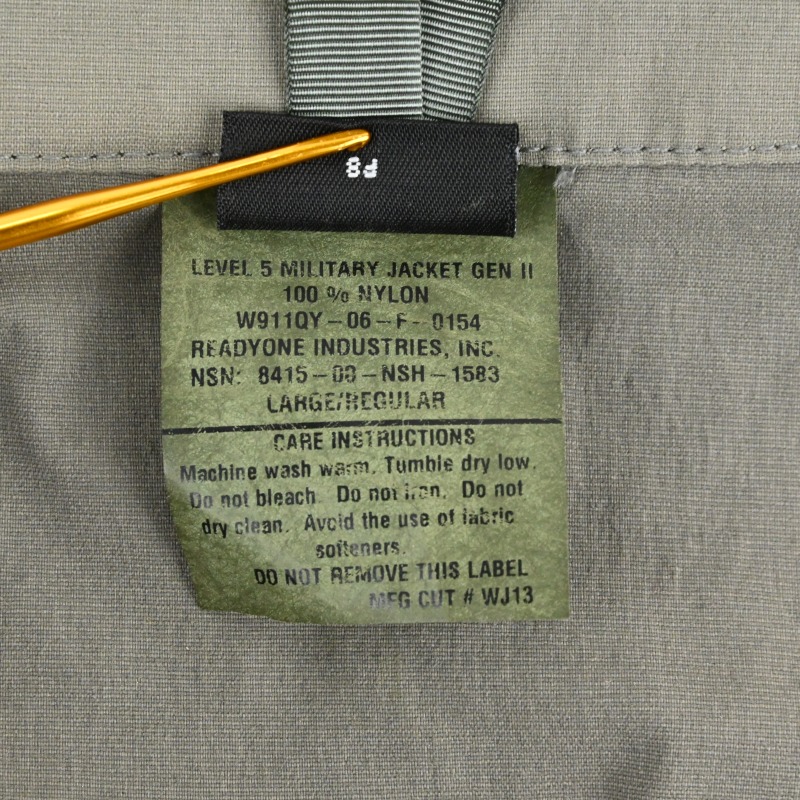 P8
LEVEL 5 MILITARY JACKET GEN II
100 % NYLON
W911QY-06-F-0154
READYONE INDUSTRIES, INC.
NSN: 8415-00-NSH-1583
LARGE/REGULAR
CARE INSTRUCTIONS
Machine wash warm. Tumble dry low.
Do not bleach. Do not iron. Do not
dry clean. Avoid the use of fabric
softeners.
DO NOT REMOVE THIS LABEL
MFG CUT # WJ13